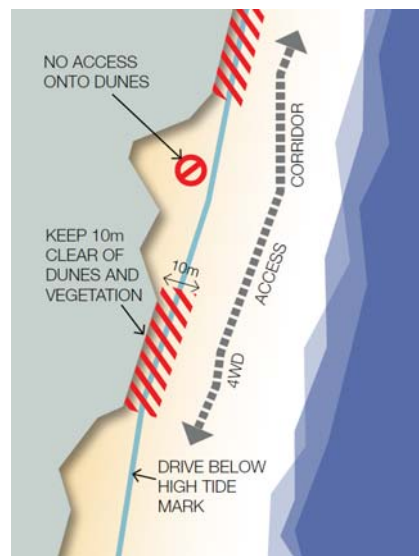 NO ACCESS
ONTO DUNES
CORRIDOR
KEEP 10m
CLEAR OF
DUNES AND
VEGETATION
10m
ACCESS
4WD
DRIVE BELOW
HIGH TIDE
MARK